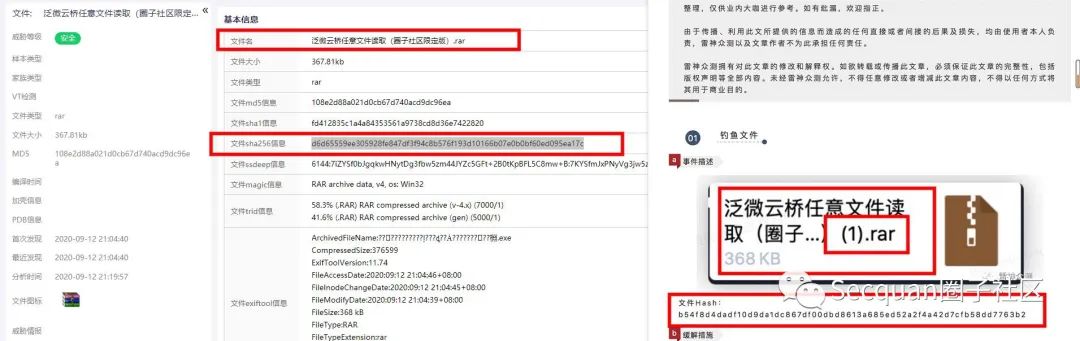 文件: 泛微云桥任意文件读取（圈子社区限定... «
威胁等级 安全
样本类型
家族类型
VT检测
文件类型 rar
文件大小 367.81kb
MD5 108e2d88a021d0cb67d740acd9dc96e
a
编译时间
加壳信息
PDB信息
首次发现 2020-09-12 21:04:40
最近发现 2020-09-12 21:04:40
分析时间 2020-09-12 21:19:57
文件图标
威胁情报
基本信息
文件名 泛微云桥任意文件读取（圈子社区限定版）.rar
文件大小 367.81kb
文件类型 rar
文件md5信息 108e2d88a021d0cb67d740acd9dc96ea
文件sha1信息 fd412835c1a4a84353561a9738cd8d36e7422820
文件sha256信息 d6d65559ee305928fe847df3f94c8b576f193d10166b07e0b0bf60ed095ea17c
文件ssdeep信息
文件magic信息 RAR archive data, v4, os: Win32
文件trid信息 58.3% (.RAR) RAR compressed archive (v-4.x) (7000/1)
41.6% (.RAR) RAR compressed archive (gen) (5000/1)
文件exiftool信息
CompressedSize:376599
ExifToolVersion:11.74
FileAccessDate:2020:09:12 21:04:46+08:00
FileInodeChangeDate:2020:09:12 21:04:45+08:00
FileModifyDate:2020:09:12 21:04:39+08:00
FileSize:368 kB
FileType:RAR
FileTypeExtension:rar
整理，仅供业内大咖进行参考。如有纰漏，欢迎指正。
由于传播、利用此文所提供的信息而造成的任何直接或者间接的后果及损失，均由使用者本人负
责，雷神众测以及文章作者不为此承担任何责任。
雷神众测拥有对此文章的修改和解释权。如欲转载或传播此文章，必须保证此文章的完整性，包括
版权声明等全部内容。未经雷神众测允许，不得任意修改或者增减此文章内容，不得以任何方式将
其用于商业目的。
01 钓鱼文件
a 事件描述
泛微云桥任意文件读
取（圈子...）(1).rar
368 KB
Secquan圈子社区
文件Hash：
b54f8d4dadf10d9da1dc867df00dbd8613a685ed52a2f4a42d7cfb58dd7763b2
b 缓解措施